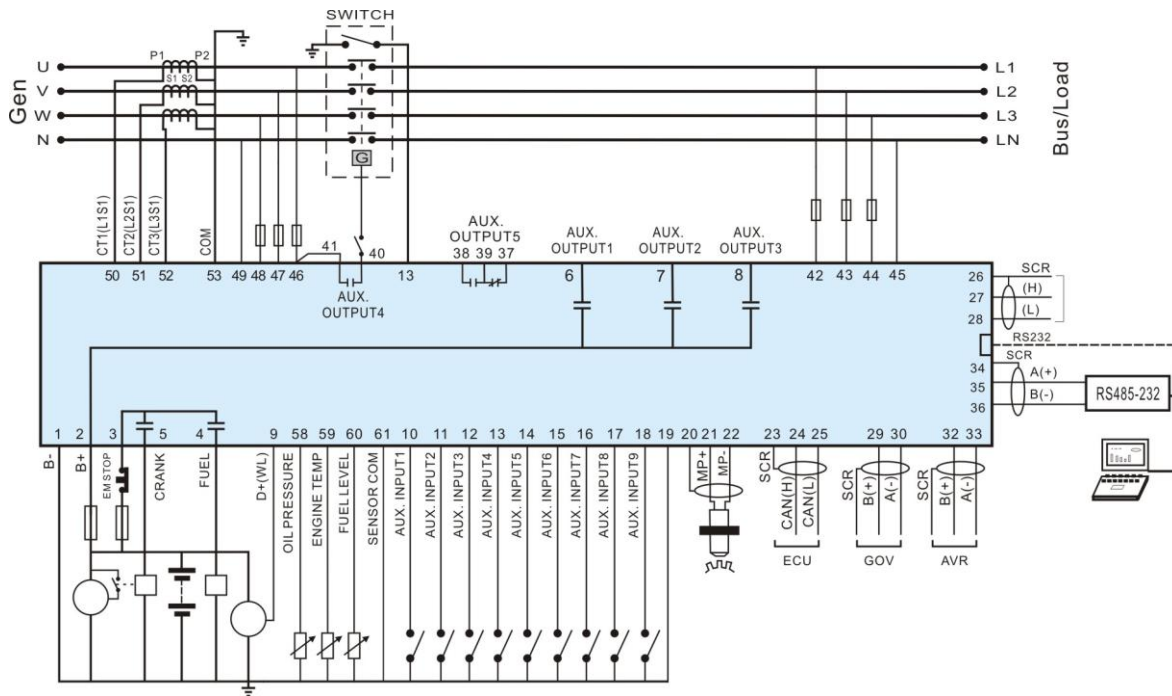 SWITCH
P1 P2
S1 S2
Gen
U
V
W
N
L1
L2
L3
LN
Bus/Load
G
CT1(L1S1)
CT2(L2S1)
CT3(L3S1)
COM
50 51 52 53 49 48 47 46 41 40 13
AUX.
OUTPUT4
AUX.
OUTPUT5
38 39 37
AUX.
OUTPUT1
6
AUX.
OUTPUT2
7
AUX.
OUTPUT3
8
42 43 44 45
26 SCR
27 (H)
28 (L)
RS232
34 SCR
35 A(+)
36 B(-)
RS485-232
1 2 3 5 4 9 58 59 60 61 10 11 12 13 14 15 16 17 18 19 20 21 22 23 24 25 29 30 32 33
B-
B+
EM STOP
CRANK
FUEL
D+(WL)
OIL PRESSURE
ENGINE TEMP
FUEL LEVEL
SENSOR COM
AUX. INPUT1
AUX. INPUT2
AUX. INPUT3
AUX. INPUT4
AUX. INPUT5
AUX. INPUT6
AUX. INPUT7
AUX. INPUT8
AUX. INPUT9
MP+
MP-
SCR
CAN(H)
CAN(L)
ECU
SCR
B(+)
A(-)
GOV
SCR
B(+)
A(-)
AVR